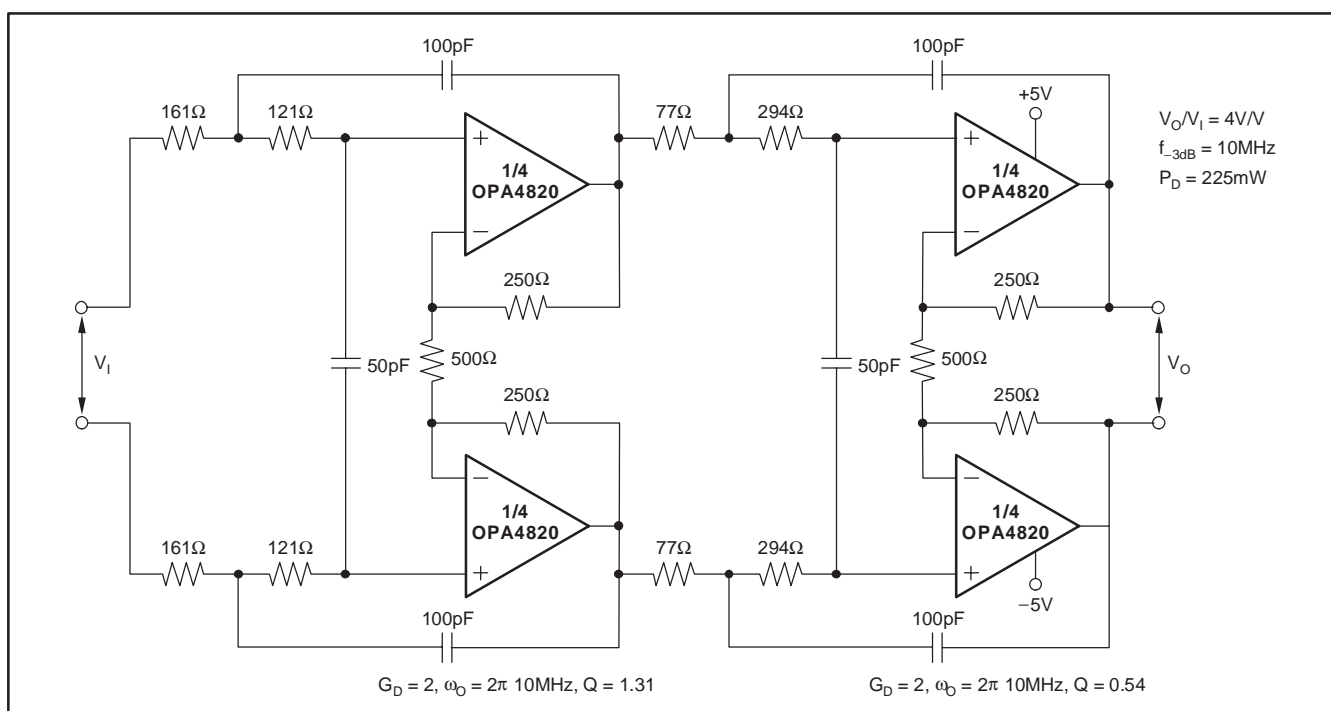 100pF
100pF
161Ω
121Ω
77Ω
294Ω
+5V
V_O/V_I = 4V/V
f_−3dB = 10MHz
P_D = 225mW
+
1/4
OPA4820
−
+
1/4
OPA4820
−
250Ω
250Ω
V_I
50pF
500Ω
50pF
500Ω
V_O
250Ω
250Ω
−
1/4
OPA4820
+
−
1/4
OPA4820
+
161Ω
121Ω
77Ω
294Ω
−5V
100pF
100pF
G_D = 2, ω_O = 2π 10MHz, Q = 1.31
G_D = 2, ω_O = 2π 10MHz, Q = 0.54